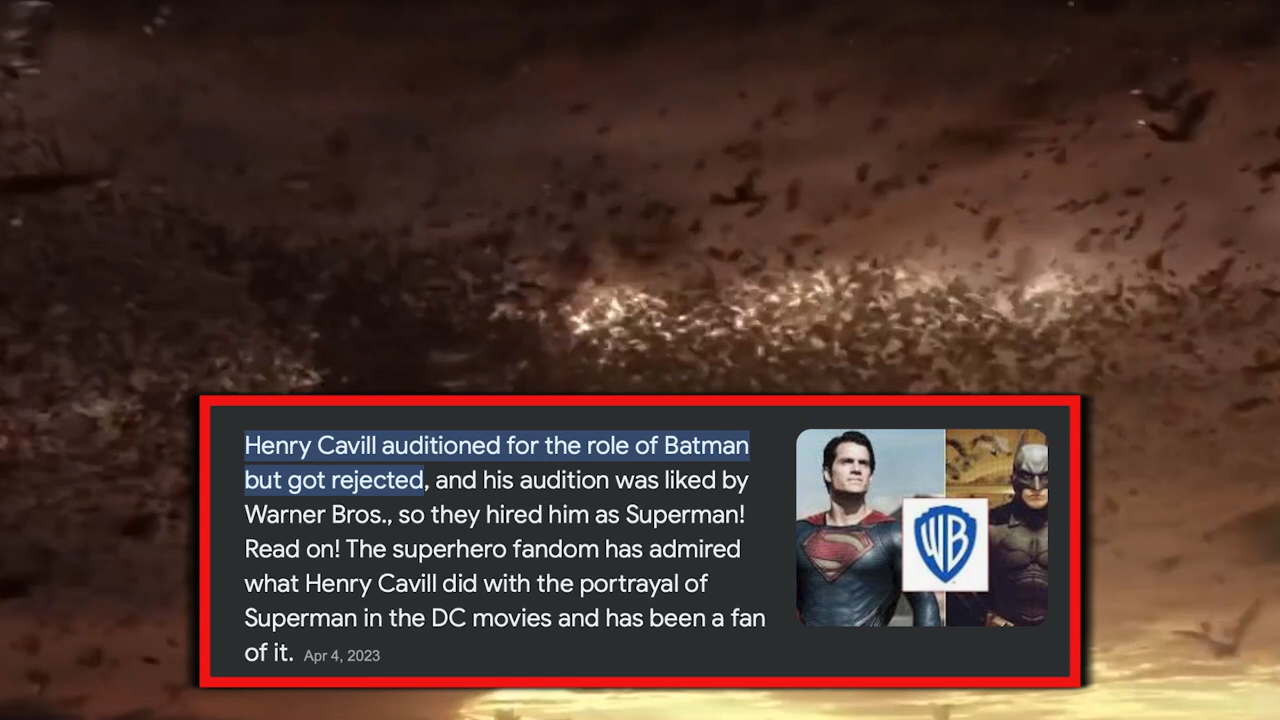 Henry Cavill auditioned for the role of Batman
but got rejected, and his audition was liked by
Warner Bros., so they hired him as Superman!
Read on! The superhero fandom has admired
what Henry Cavill did with the portrayal of
Superman in the DC movies and has been a fan
of it. Apr 4, 2023
WB